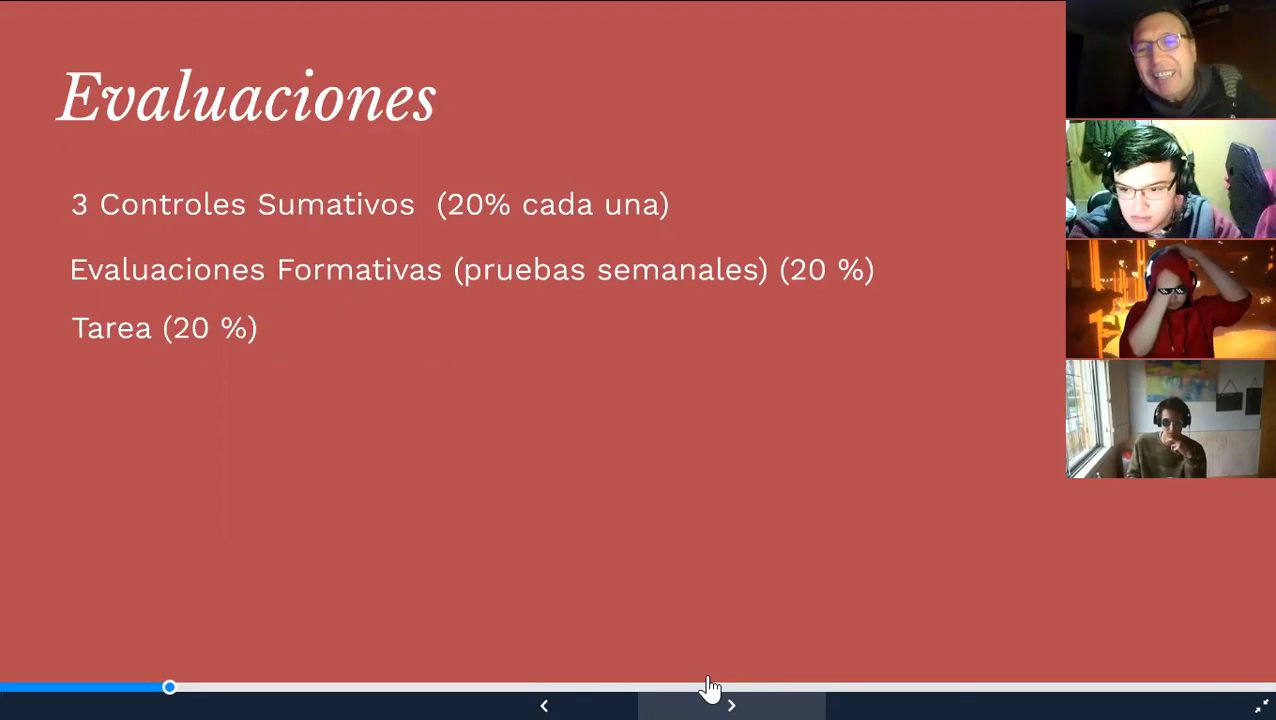 Evaluaciones
3 Controles Sumativos (20% cada una)
Evaluaciones Formativas (pruebas semanales) (20 %)
Tarea (20 %)